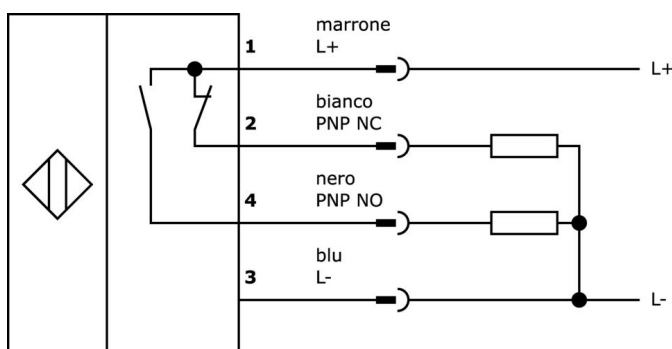 marrone
1 L+
L+
bianco
2 PNP NC
nero
4 PNP NO
blu
3 L-
L-